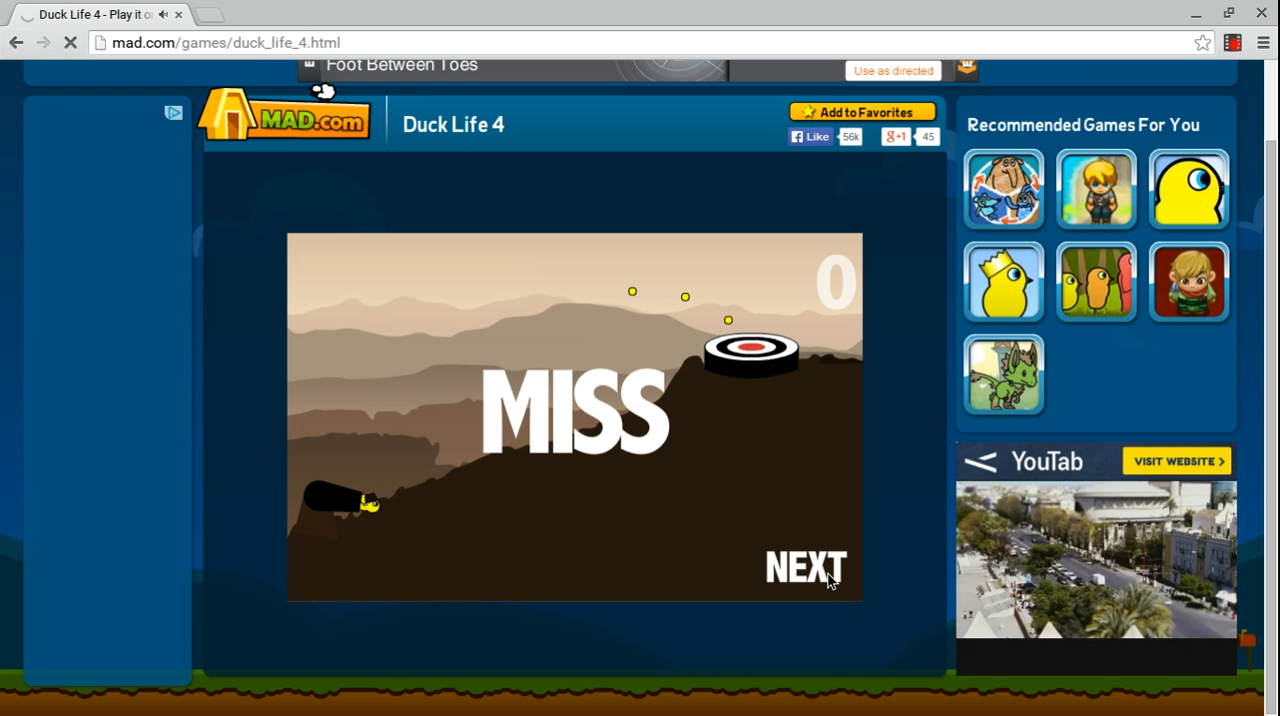 Duck Life 4 - Play it o
mad.com/games/duck_life_4.html
Foot Between Toes
Use as directed
MAD.com
Duck Life 4
Add to Favorites
Like 56k
g+1 45
Recommended Games For You
0
MISS
NEXT
YouTab
VISIT WEBSITE >